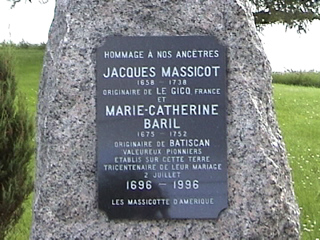 HOMMAGE À NOS ANCÊTRES
JACQUES MASSICOT
1658 - 1738
ORIGINAIRE DE LE GICQ FRANCE
ET
MARIE-CATHERINE
BARIL
1675 - 1752
ORIGINAIRE DE BATISCAN
VALEUREUX PIONNIERS
ÉTABLIS SUR CETTE TERRE
TRICENTENAIRE DE LEUR MARIAGE
2 JUILLET
1696 - 1996
LES MASSICOTTE D'AMÉRIQUE